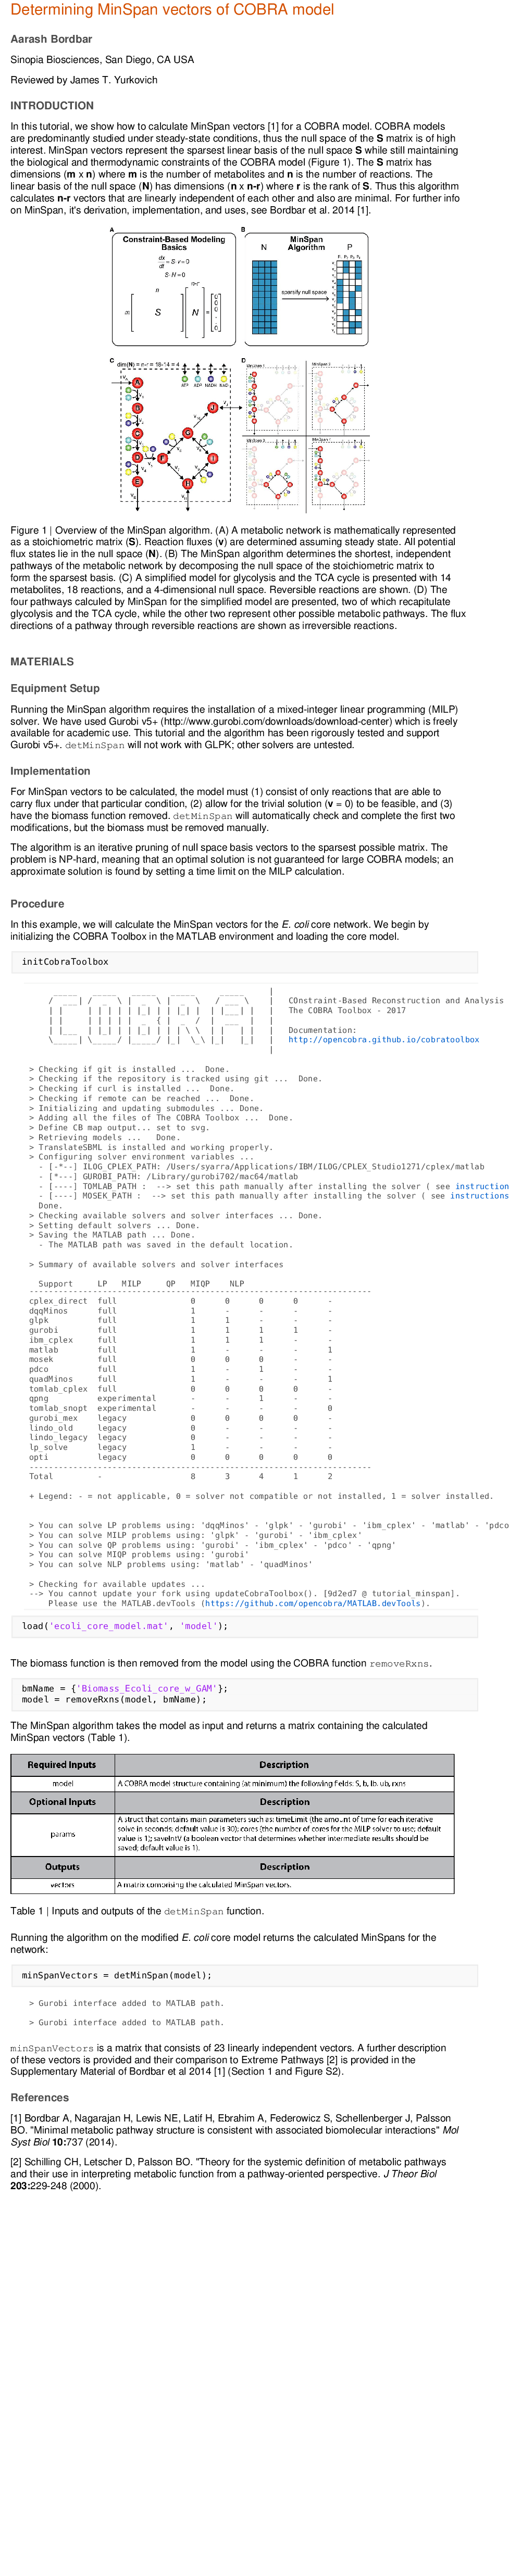 Determining MinSpan vectors of COBRA model
Aarash Bordbar
Sinopia Biosciences, San Diego, CA USA
Reviewed by James T. Yurkovich
INTRODUCTION
In this tutorial, we show how to calculate MinSpan vectors [1] for a COBRA model. COBRA models
are predominantly studied under steady-state conditions, thus the null space of the S matrix is of high
interest. MinSpan vectors represent the sparsest linear basis of the null space S while still maintaining
the biological and thermodynamic constraints of the COBRA model (Figure 1). The S matrix has
dimensions (m x n) where m is the number of metabolites and n is the number of reactions. The
linear basis of the null space (N) has dimensions (n x n-r) where r is the rank of S. Thus this algorithm
calculates n-r vectors that are linearly independent of each other and also are minimal. For further info
on MinSpan, it's derivation, implementation, and uses, see Bordbar et al. 2014 [1].
A
Constraint-Based Modeling
Basics
dx/dt = S·v=0
S·N=0
n
n-r
m
S
N
=
0
0
0
0
B
MinSpan
Algorithm
N
P
sparsify null space
C
dim(N) = n-r = 18-14 = 4
ATP ADP NADH NAD
D
Figure 1 | Overview of the MinSpan algorithm. (A) A metabolic network is mathematically represented
as a stoichiometric matrix (S). Reaction fluxes (v) are determined assuming steady state. All potential
flux states lie in the null space (N). (B) The MinSpan algorithm determines the shortest, independent
pathways of the metabolic network by decomposing the null space of the stoichiometric matrix to
form the sparsest basis. (C) A simplified model for glycolysis and the TCA cycle is presented with 14
metabolites, 18 reactions, and a 4-dimensional null space. Reversible reactions are shown. (D) The
four pathways calculed by MinSpan for the simplified model are presented, two of which recapitulate
glycolysis and the TCA cycle, while the other two represent other possible metabolic pathways. The flux
directions of a pathway through reversible reactions are shown as irreversible reactions.
MATERIALS
Equipment Setup
Running the MinSpan algorithm requires the installation of a mixed-integer linear programming (MILP)
solver. We have used Gurobi v5+ (http://www.gurobi.com/downloads/download-center) which is freely
available for academic use. This tutorial and the algorithm has been rigorously tested and support
Gurobi v5+. detMinSpan will not work with GLPK; other solvers are untested.
Implementation
For MinSpan vectors to be calculated, the model must (1) consist of only reactions that are able to
carry flux under that particular condition, (2) allow for the trivial solution (v = 0) to be feasible, and (3)
have the biomass function removed. detMinSpan will automatically check and complete the first two
modifications, but the biomass must be removed manually.
The algorithm is an iterative pruning of null space basis vectors to the sparsest possible matrix. The
problem is NP-hard, meaning that an optimal solution is not guaranteed for large COBRA models; an
approximate solution is found by setting a time limit on the MILP calculation.
Procedure
In this example, we will calculate the MinSpan vectors for the E. coli core network. We begin by
initializing the COBRA Toolbox in the MATLAB environment and loading the core model.
initCobraToolbox
COnstraint-Based Reconstruction and Analysis
The COBRA Toolbox - 2017
Documentation:
http://opencobra.github.io/cobratoolbox
> Checking if git is installed ... Done.
> Checking if the repository is tracked using git ... Done.
> Checking if curl is installed ... Done.
> Checking if remote can be reached ... Done.
> Initializing and updating submodules ... Done.
> Adding all the files of The COBRA Toolbox ... Done.
> Define CB map output... set to svg.
> Retrieving models ... Done.
> TranslateSBML is installed and working properly.
> Configuring solver environment variables ...
- [-*--] ILOG_CPLEX_PATH: /Users/syarra/Applications/IBM/ILOG/CPLEX_Studio1271/cplex/matlab
- [*---] GUROBI_PATH: /Library/gurobi702/mac64/matlab
- [----] TOMLAB_PATH : --> set this path manually after installing the solver ( see instruction
- [----] MOSEK_PATH : --> set this path manually after installing the solver ( see instructions
Done.
> Checking available solvers and solver interfaces ... Done.
> Setting default solvers ... Done.
> Saving the MATLAB path ... Done.
- The MATLAB path was saved in the default location.
> Summary of available solvers and solver interfaces
Support LP MILP QP MIQP NLP
----------------------------------------------------------------------
cplex_direct full 0 0 0 0 -
dqqMinos full 1 - - - -
glpk full 1 1 - - -
gurobi full 1 1 1 1 -
ibm_cplex full 1 1 1 - -
matlab full 1 - - - 1
mosek full 0 0 0 - -
pdco full 1 - 1 - -
quadMinos full 1 - - - 1
tomlab_cplex full 0 0 0 0 -
qpng experimental - - 1 - -
tomlab_snopt experimental - - - - 0
gurobi_mex legacy 0 0 0 0 -
lindo_old legacy 0 - - - -
lindo_legacy legacy 0 - - - -
lp_solve legacy 1 - - - -
opti legacy 0 0 0 0 0
----------------------------------------------------------------------
Total - 8 3 4 1 2
+ Legend: - = not applicable, 0 = solver not compatible or not installed, 1 = solver installed.
> You can solve LP problems using: 'dqqMinos' - 'glpk' - 'gurobi' - 'ibm_cplex' - 'matlab' - 'pdco
> You can solve MILP problems using: 'glpk' - 'gurobi' - 'ibm_cplex'
> You can solve QP problems using: 'gurobi' - 'ibm_cplex' - 'pdco' - 'qpng'
> You can solve MIQP problems using: 'gurobi'
> You can solve NLP problems using: 'matlab' - 'quadMinos'
> Checking for available updates ...
--> You cannot update your fork using updateCobraToolbox(). [9d2ed7 @ tutorial_minspan].
Please use the MATLAB.devTools (https://github.com/opencobra/MATLAB.devTools).
load('ecoli_core_model.mat', 'model');
The biomass function is then removed from the model using the COBRA function removeRxns.
bmName = {'Biomass_Ecoli_core_w_GAM'};
model = removeRxns(model, bmName);
The MinSpan algorithm takes the model as input and returns a matrix containing the calculated
MinSpan vectors (Table 1).
Required Inputs Description
model A COBRA model structure containing (at minimum) the following fields: S, b, lb, ub, rxns
Optional Inputs Description
params A struct that contains main parameters such as: timeLimit (the amount of time for each iterative
solve in seconds; default value is 30); cores (the number of cores for the MILP solver to use; default
value is 1); saveIntV (a boolean vector that determines whether intermediate results should be
saved; default value is 1).
Outputs Description
vectors A matrix comprising the calculated MinSpan vectors.
Table 1 | Inputs and outputs of the detMinSpan function.
Running the algorithm on the modified E. coli core model returns the calculated MinSpans for the
network:
minSpanVectors = detMinSpan(model);
> Gurobi interface added to MATLAB path.
> Gurobi interface added to MATLAB path.
minSpanVectors is a matrix that consists of 23 linearly independent vectors. A further description
of these vectors is provided and their comparison to Extreme Pathways [2] is provided in the
Supplementary Material of Bordbar et al 2014 [1] (Section 1 and Figure S2).
References
[1] Bordbar A, Nagarajan H, Lewis NE, Latif H, Ebrahim A, Federowicz S, Schellenberger J, Palsson
BO. "Minimal metabolic pathway structure is consistent with associated biomolecular interactions" Mol
Syst Biol 10:737 (2014).
[2] Schilling CH, Letscher D, Palsson BO. "Theory for the systemic definition of metabolic pathways
and their use in interpreting metabolic function from a pathway-oriented perspective. J Theor Biol
203:229-248 (2000).